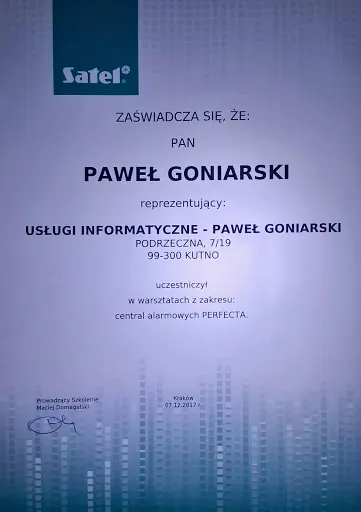 Satel®
ZAŚWIADCZA SIĘ, ŻE:
PAN
PAWEŁ GONIARSKI
reprezentujący:
USŁUGI INFORMATYCZNE - PAWEŁ GONIARSKI
PODRZECZNA, 7/19
99-300 KUTNO
uczestniczył
w warsztatach z zakresu:
central alarmowych PERFECTA.
Prowadzący Szkolenie
Maciej Domagalski
Kraków
07.12.2017 r.